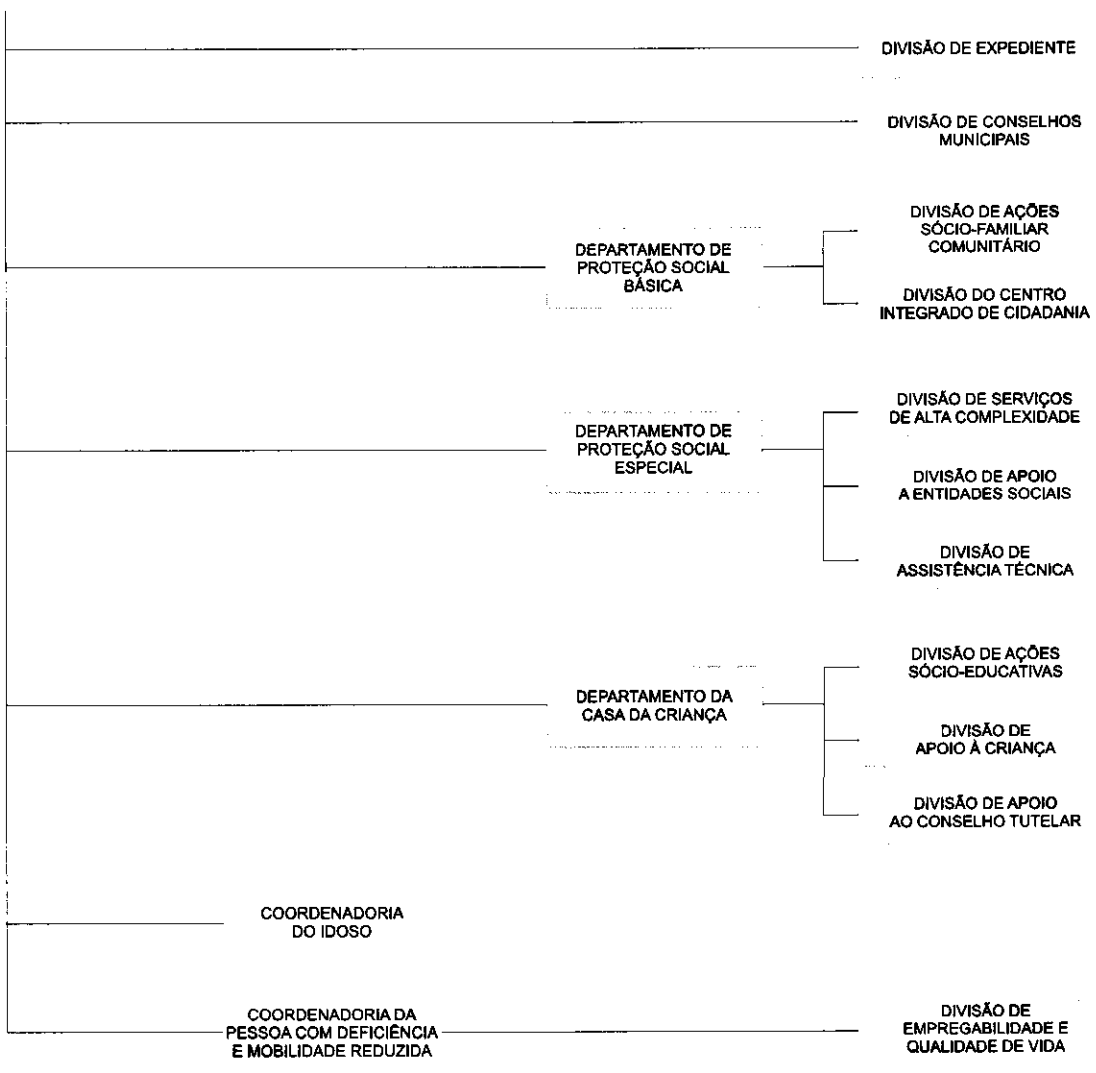 DIVISÃO DE EXPEDIENTE
DIVISÃO DE CONSELHOS
MUNICIPAIS
DEPARTAMENTO DE
PROTEÇÃO SOCIAL
BÁSICA
DIVISÃO DE AÇÕES
SÓCIO-FAMILIAR
COMUNITÁRIO
DIVISÃO DO CENTRO
INTEGRADO DE CIDADANIA
DEPARTAMENTO DE
PROTEÇÃO SOCIAL
ESPECIAL
DIVISÃO DE SERVIÇOS
DE ALTA COMPLEXIDADE
DIVISÃO DE APOIO
A ENTIDADES SOCIAIS
DIVISÃO DE
ASSISTÊNCIA TÉCNICA
DEPARTAMENTO DA
CASA DA CRIANÇA
DIVISÃO DE AÇÕES
SÓCIO-EDUCATIVAS
DIVISÃO DE
APOIO À CRIANÇA
DIVISÃO DE APOIO
AO CONSELHO TUTELAR
COORDENADORIA
DO IDOSO
COORDENADORIA DA
PESSOA COM DEFICIÊNCIA
E MOBILIDADE REDUZIDA
DIVISÃO DE
EMPREGABILIDADE E
QUALIDADE DE VIDA